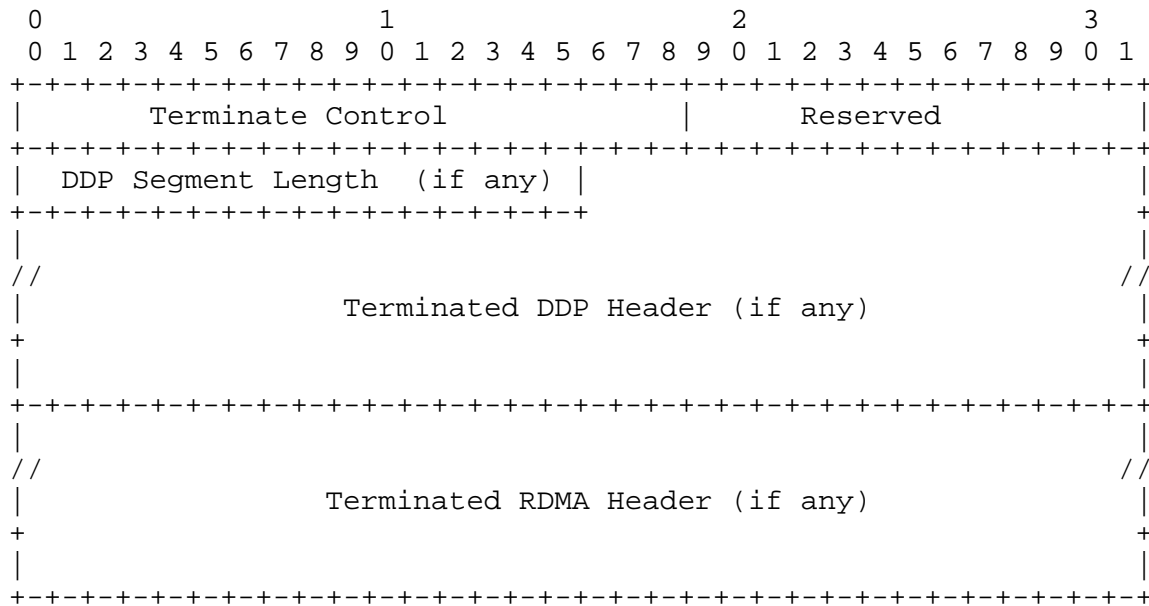 0                   1                   2                   3
 0 1 2 3 4 5 6 7 8 9 0 1 2 3 4 5 6 7 8 9 0 1 2 3 4 5 6 7 8 9 0 1
+-+-+-+-+-+-+-+-+-+-+-+-+-+-+-+-+-+-+-+-+-+-+-+-+-+-+-+-+-+-+-+-+
|       Terminate Control             |      Reserved           |
+-+-+-+-+-+-+-+-+-+-+-+-+-+-+-+-+-+-+-+-+-+-+-+-+-+-+-+-+-+-+-+-+
|  DDP Segment Length  (if any) |                               |
+-+-+-+-+-+-+-+-+-+-+-+-+-+-+-+-+                               +
|                                                               |
//                                                             //
|                  Terminated DDP Header (if any)               |
+                                                               +
|                                                               |
+-+-+-+-+-+-+-+-+-+-+-+-+-+-+-+-+-+-+-+-+-+-+-+-+-+-+-+-+-+-+-+-+
|                                                               |
//                                                             //
|                 Terminated RDMA Header (if any)               |
+                                                               +
|                                                               |
+-+-+-+-+-+-+-+-+-+-+-+-+-+-+-+-+-+-+-+-+-+-+-+-+-+-+-+-+-+-+-+-+